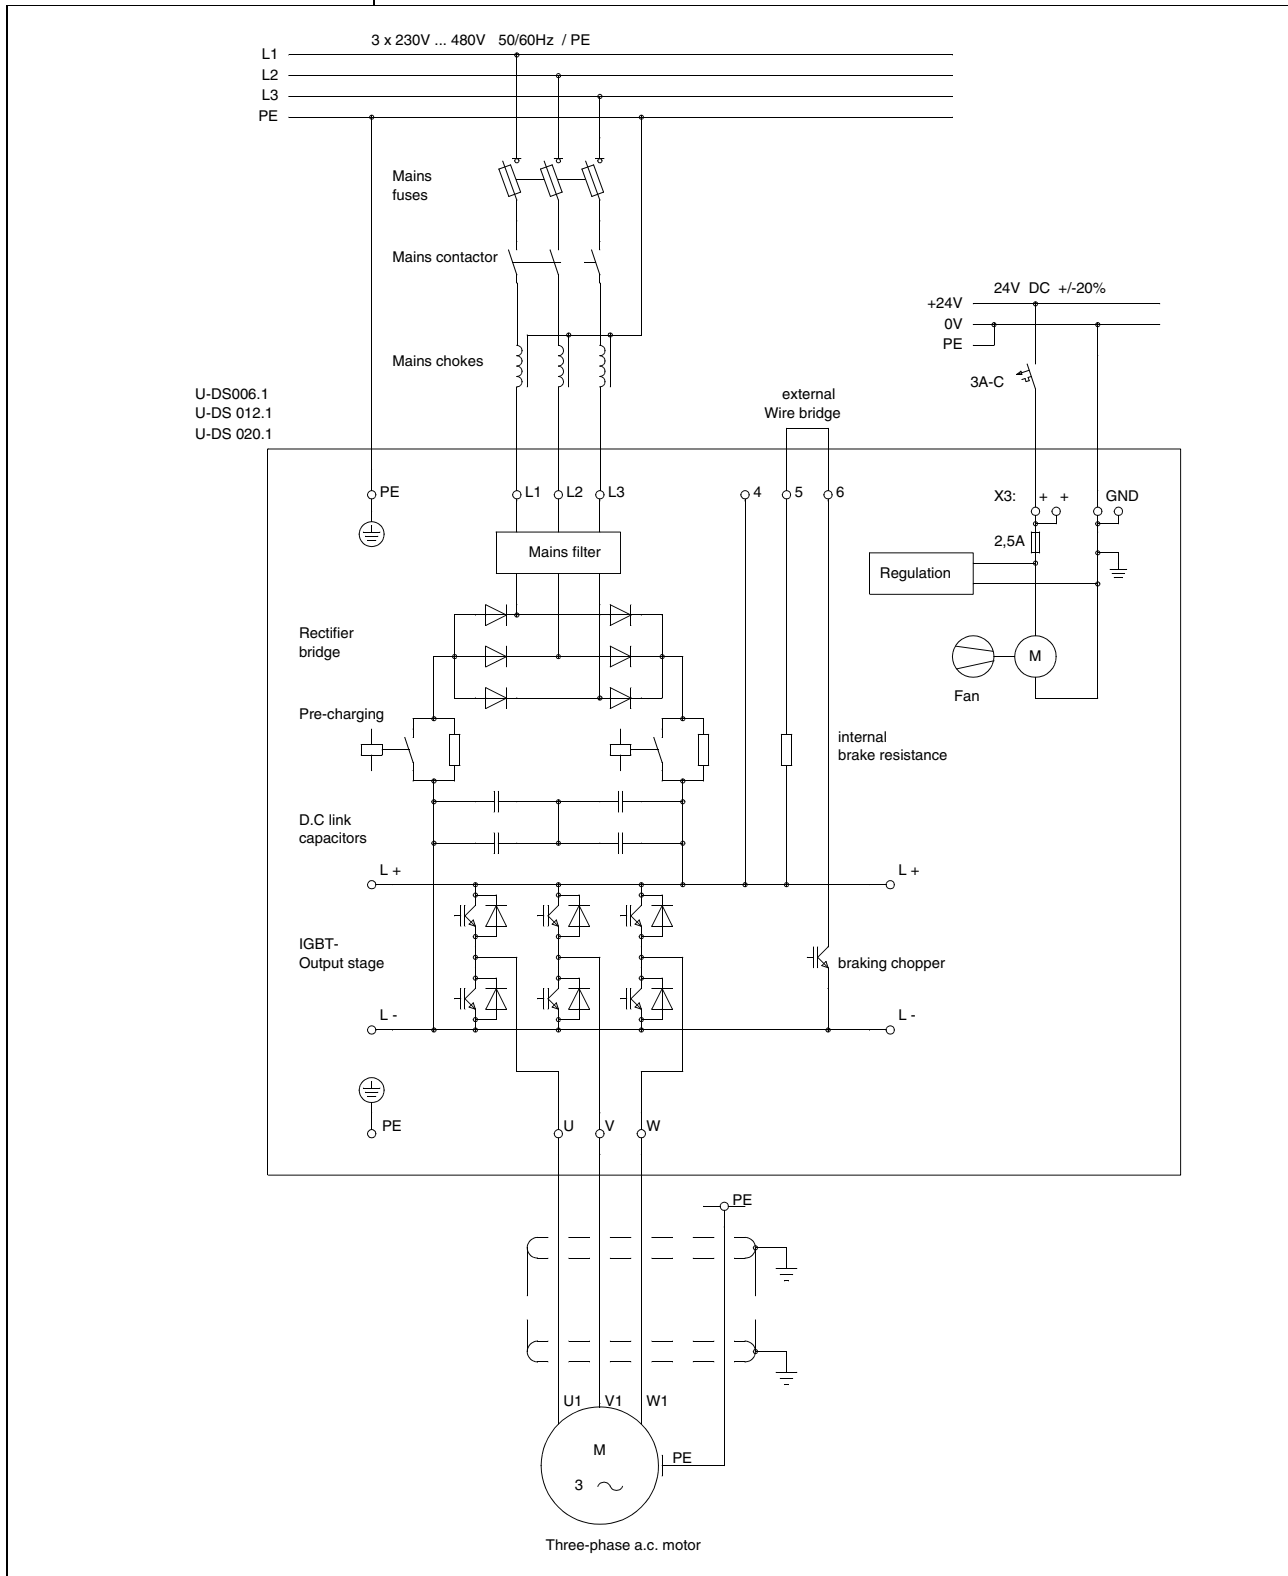 3 x 230V ... 480V 50/60Hz / PE
L1
L2
L3
PE
Mains
fuses
Mains contactor
24V DC +/-20%
+24V
0V
PE
Mains chokes
3A-C
U-DS006.1
U-DS 012.1
U-DS 020.1
external
Wire bridge
PE
L1
L2
L3
4
5
6
X3:
+
+
GND
2,5A
Mains filter
Regulation
Rectifier
bridge
M
Fan
Pre-charging
internal
brake resistance
D.C link
capacitors
L +
L +
IGBT-
Output stage
braking chopper
L -
L -
PE
U
V
W
PE
U1
V1
W1
M
3
PE
Three-phase a.c. motor